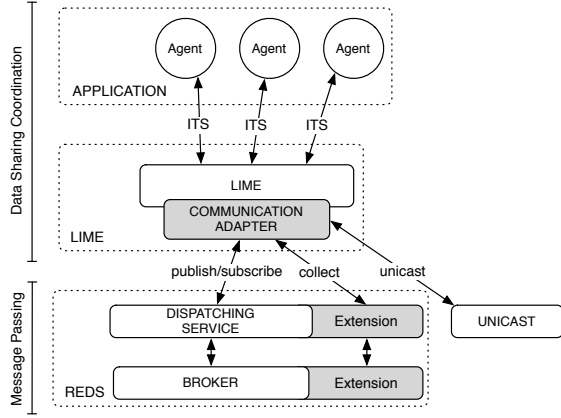 Data Sharing Coordination
Agent
Agent
Agent
APPLICATION
ITS
ITS
ITS
LIME
COMMUNICATION
ADAPTER
LIME
publish/subscribe
collect
unicast
Message Passing
DISPATCHING
SERVICE
Extension
UNICAST
BROKER
Extension
REDS